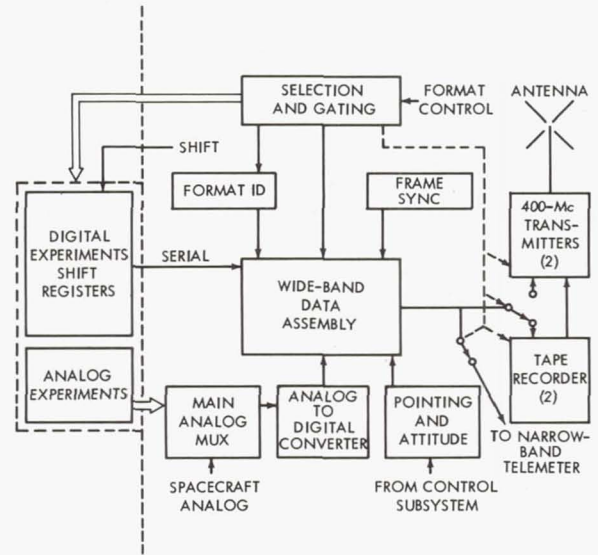 SELECTION
AND GATING
FORMAT
CONTROL
ANTENNA
SHIFT
FORMAT ID
FRAME
SYNC
400-Mc
TRANS-
MITTERS
(2)
DIGITAL
EXPERIMENTS
SHIFT
REGISTERS
SERIAL
WIDE-BAND
DATA
ASSEMBLY
TAPE
RECORDER
(2)
ANALOG
EXPERIMENTS
MAIN
ANALOG
MUX
ANALOG
TO
DIGITAL
CONVERTER
POINTING
AND
ATTITUDE
TO NARROW-
BAND
TELEMETER
SPACECRAFT
ANALOG
FROM CONTROL
SUBSYSTEM